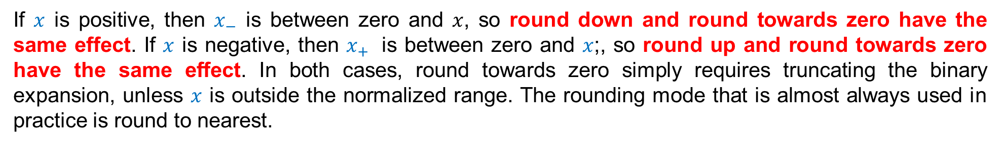 If x is positive, then x₋ is between zero and x, so round down and round towards zero have the
same effect. If x is negative, then x₊ is between zero and x;, so round up and round towards zero
have the same effect. In both cases, round towards zero simply requires truncating the binary
expansion, unless x is outside the normalized range. The rounding mode that is almost always used in
practice is round to nearest.